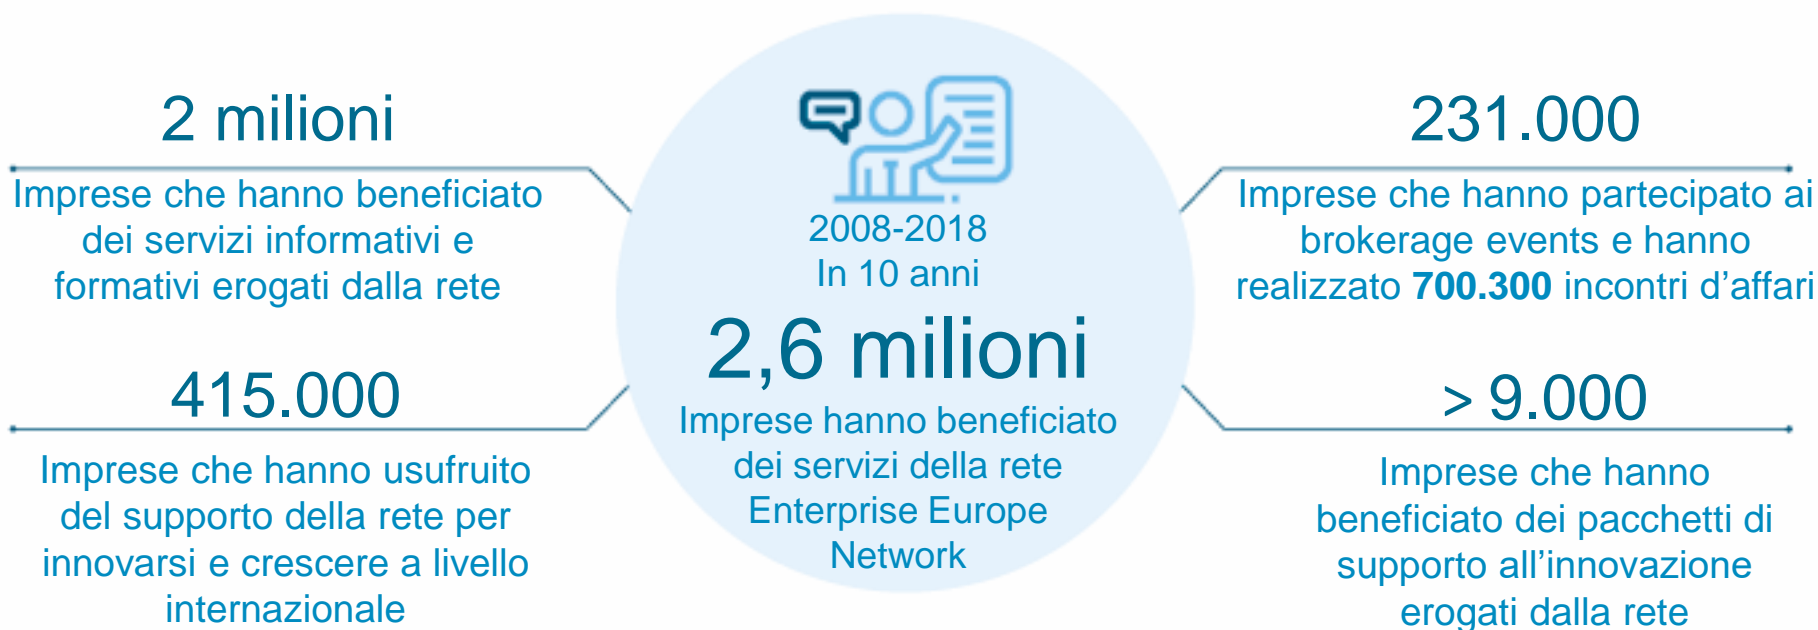 2 milioni
Imprese che hanno beneficiato
dei servizi informativi e
formativi erogati dalla rete
415.000
Imprese che hanno usufruito
del supporto della rete per
innovarsi e crescere a livello
internazionale
2008-2018
In 10 anni
2,6 milioni
Imprese hanno beneficiato
dei servizi della rete
Enterprise Europe
Network
231.000
Imprese che hanno partecipato ai
brokerage events e hanno
realizzato 700.300 incontri d’affari
> 9.000
Imprese che hanno
beneficiato dei pacchetti di
supporto all’innovazione
erogati dalla rete